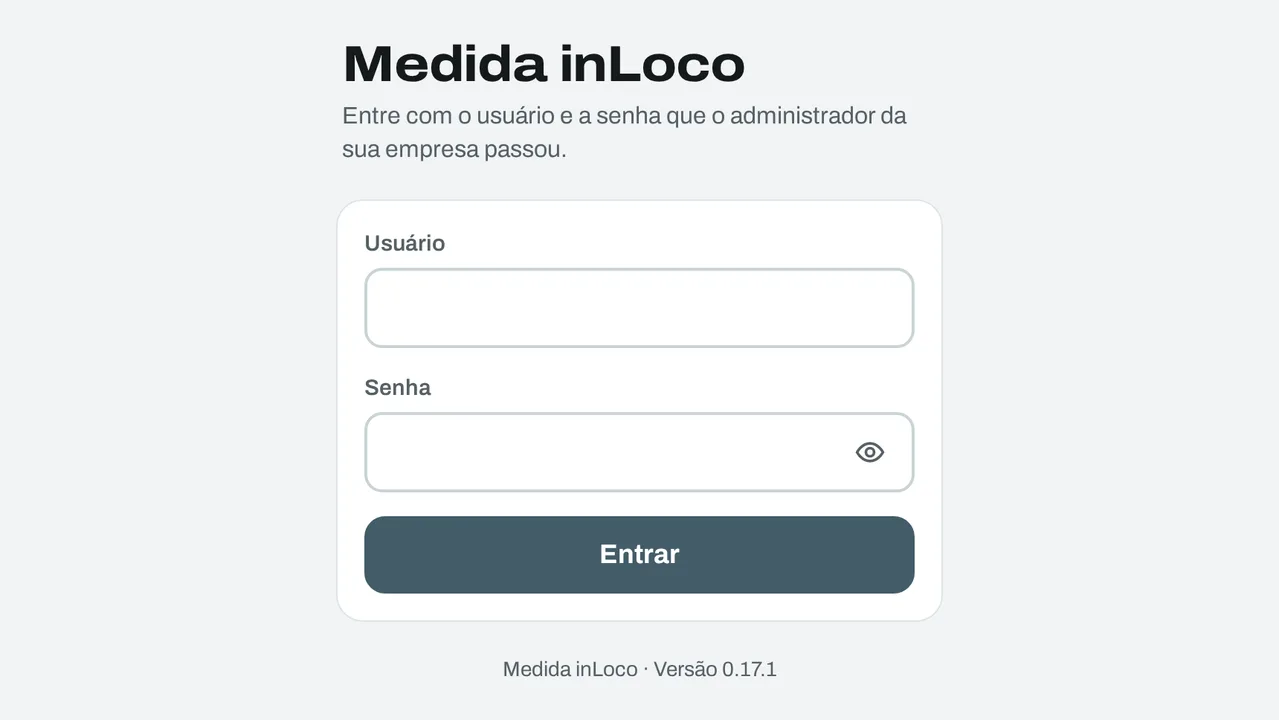 Medida inLoco
Entre com o usuário e a senha que o administrador da
sua empresa passou.
Usuário
Senha
Entrar
Medida inLoco · Versão 0.17.1